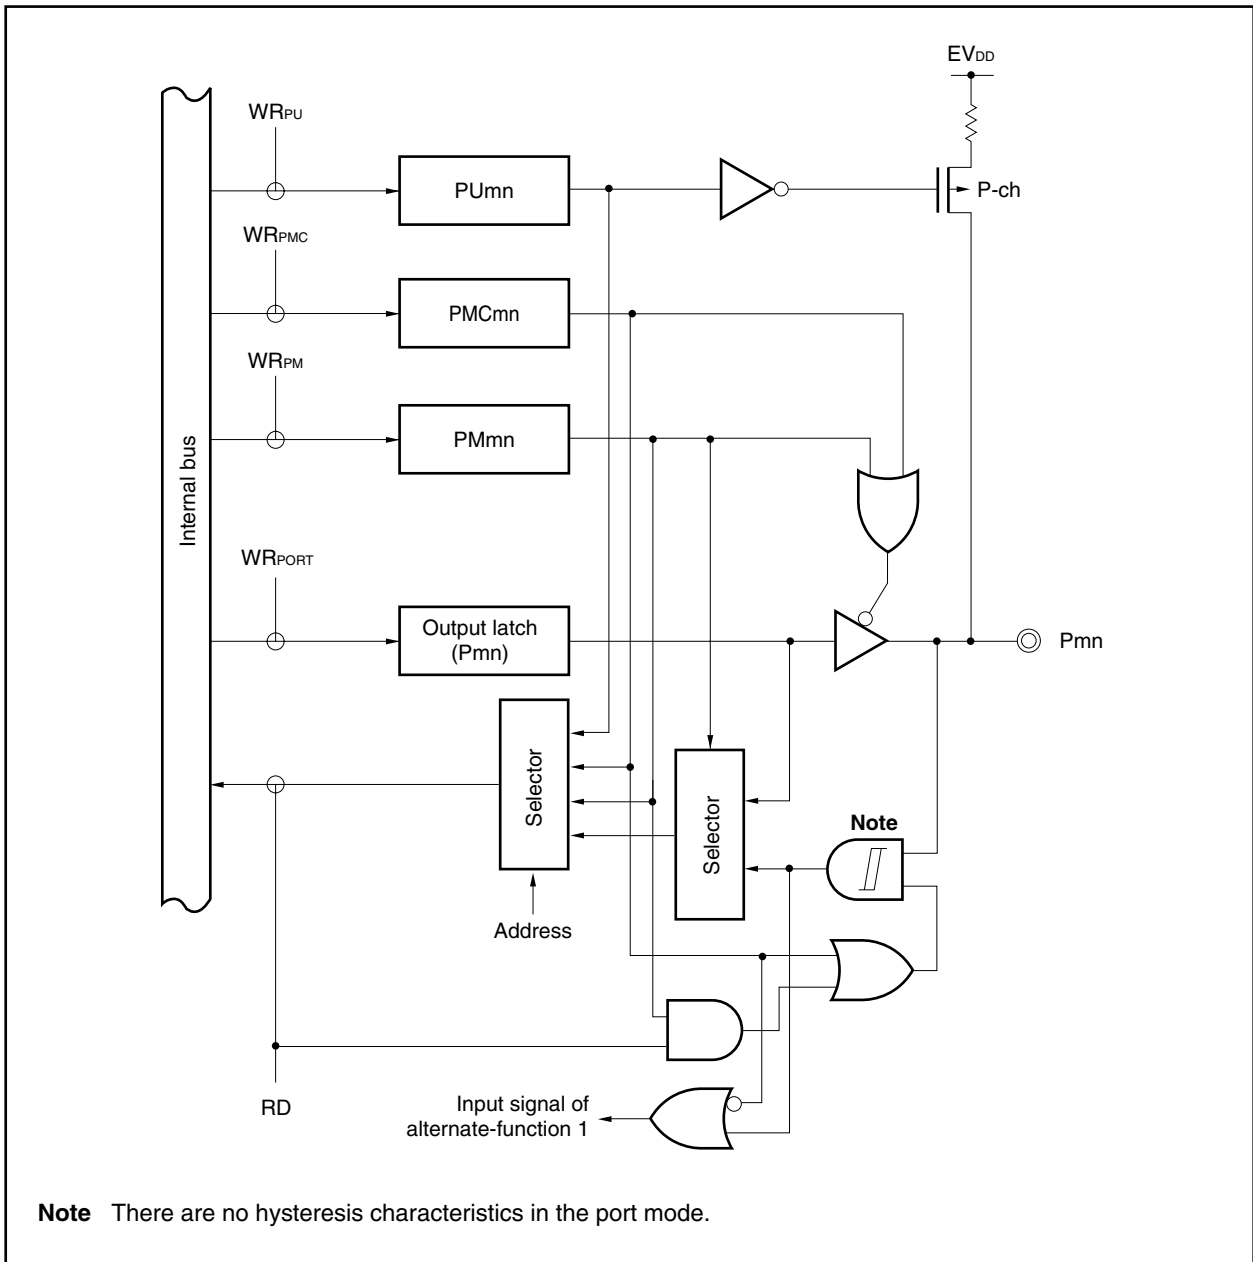 EVDD
WRPU
PUmn
P-ch
WRPMC
PMCmn
WRPM
PMmn
Internal bus
WRPORT
Output latch
(Pmn)
Pmn
Selector
Selector
Note
Address
RD
Input signal of
alternate-function 1
Note There are no hysteresis characteristics in the port mode.